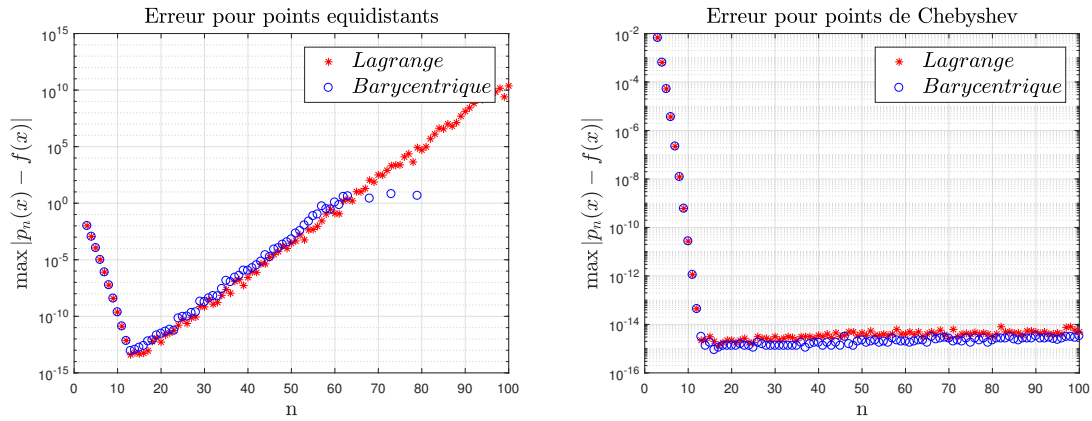 Erreur pour points equidistants
10^15
10^10
10^5
10^0
10^-5
10^-10
10^-15
max |p_n(x) − f(x)|
Lagrange
Barycentrique
0 10 20 30 40 50 60 70 80 90 100
n
Erreur pour points de Chebyshev
10^-2
10^-4
10^-6
10^-8
10^-10
10^-12
10^-14
10^-16
max |p_n(x) − f(x)|
Lagrange
Barycentrique
0 10 20 30 40 50 60 70 80 90 100
n